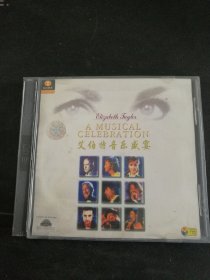 Elizabeth Taylor
A MUSICAL
CELEBRATION
艾伯特音乐盛宴